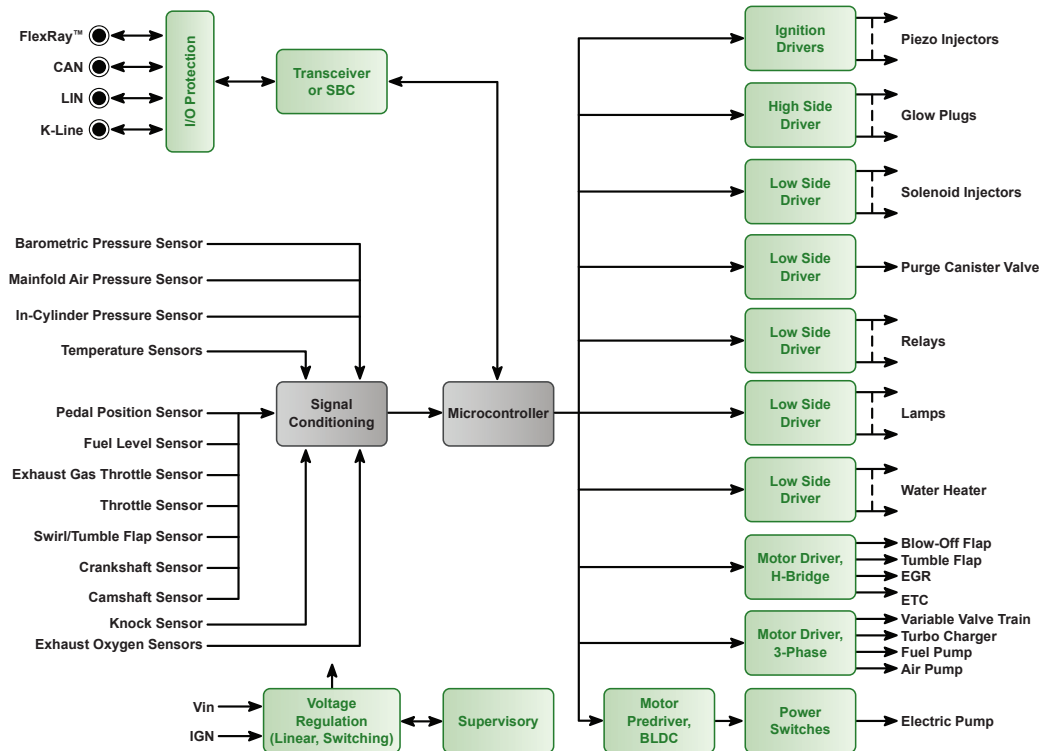 FlexRay™
CAN
LIN
K-Line
I/O Protection
Transceiver
or SBC
Barometric Pressure Sensor
Mainfold Air Pressure Sensor
In-Cylinder Pressure Sensor
Temperature Sensors
Pedal Position Sensor
Fuel Level Sensor
Exhaust Gas Throttle Sensor
Throttle Sensor
Swirl/Tumble Flap Sensor
Crankshaft Sensor
Camshaft Sensor
Knock Sensor
Exhaust Oxygen Sensors
Signal
Conditioning
Microcontroller
Vin
IGN
Voltage
Regulation
(Linear, Switching)
Supervisory
Ignition
Drivers
Piezo Injectors
High Side
Driver
Glow Plugs
Low Side
Driver
Solenoid Injectors
Low Side
Driver
Purge Canister Valve
Low Side
Driver
Relays
Low Side
Driver
Lamps
Low Side
Driver
Water Heater
Motor Driver,
H-Bridge
Blow-Off Flap
Tumble Flap
EGR
ETC
Motor Driver,
3-Phase
Variable Valve Train
Turbo Charger
Fuel Pump
Air Pump
Motor
Predriver,
BLDC
Power
Switches
Electric Pump